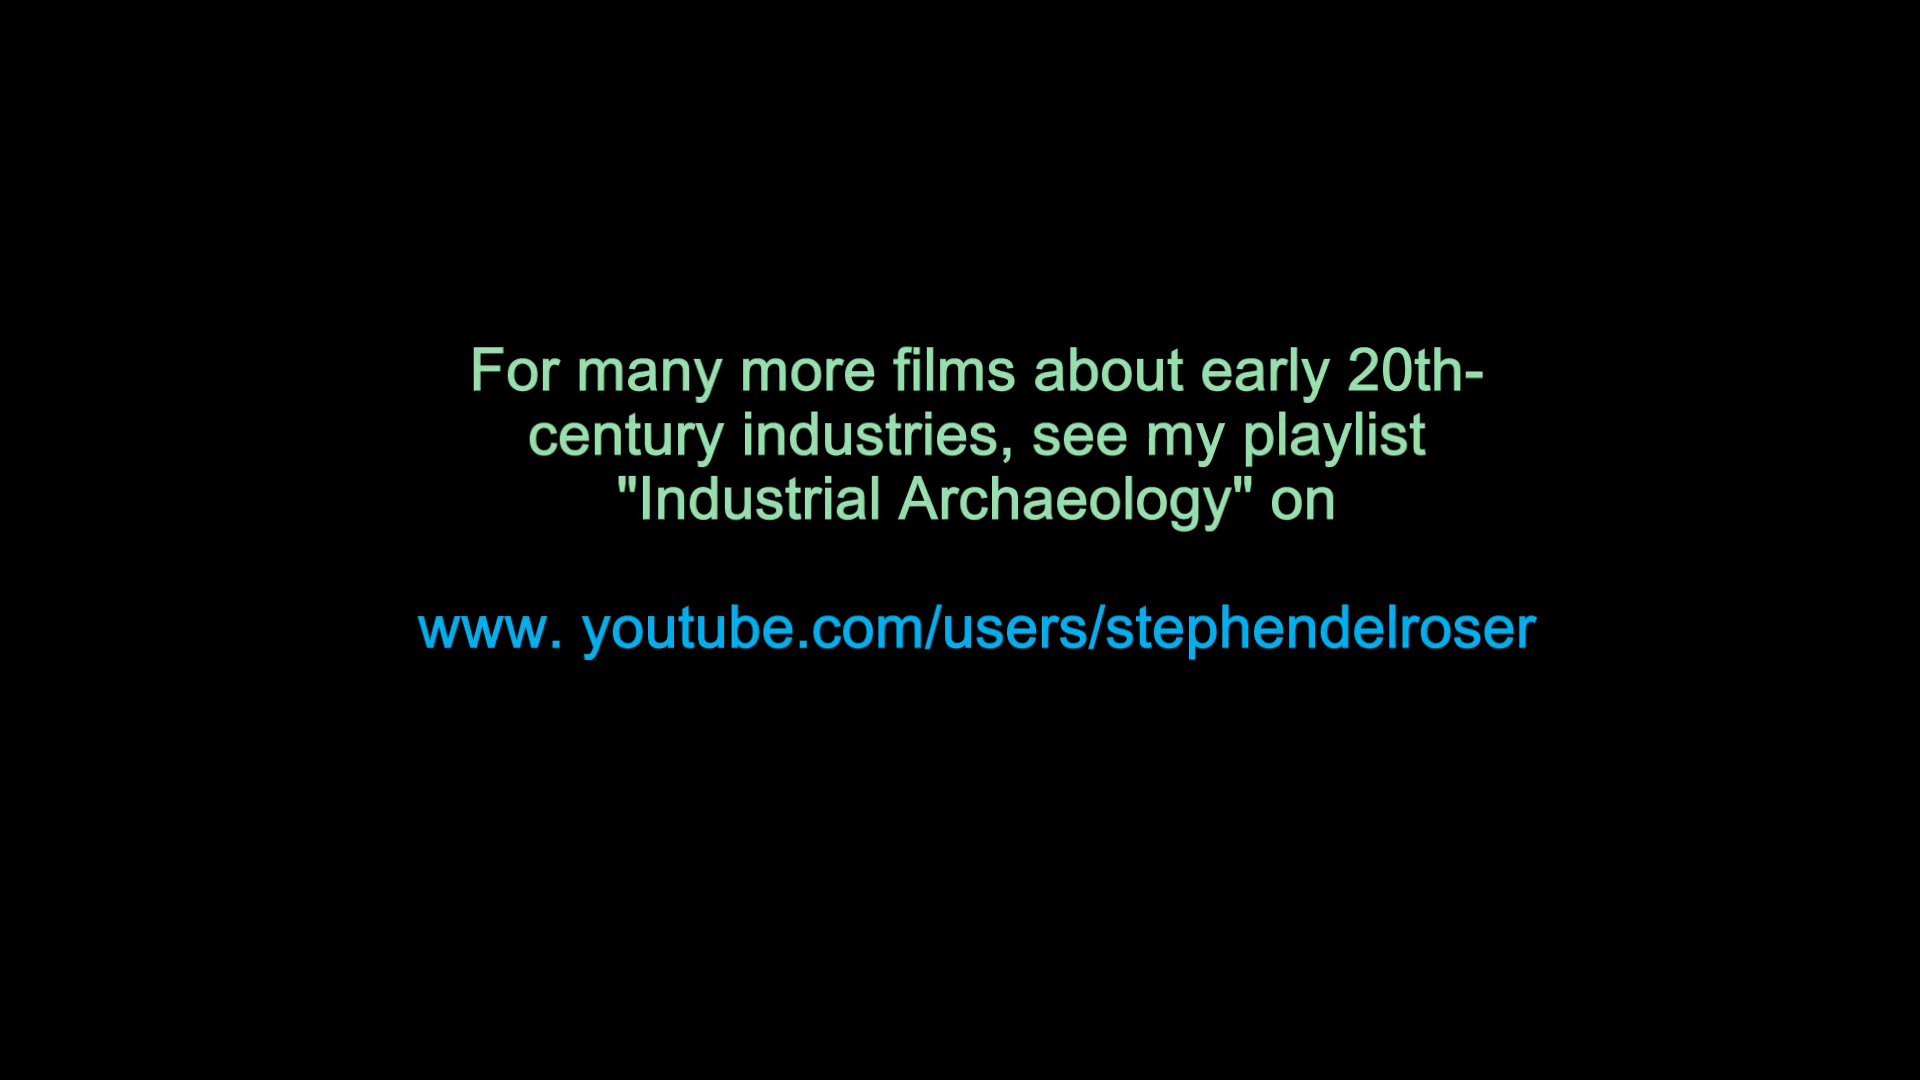 For many more films about early 20th-
century industries, see my playlist
"Industrial Archaeology" on
www. youtube.com/users/stephendelroser